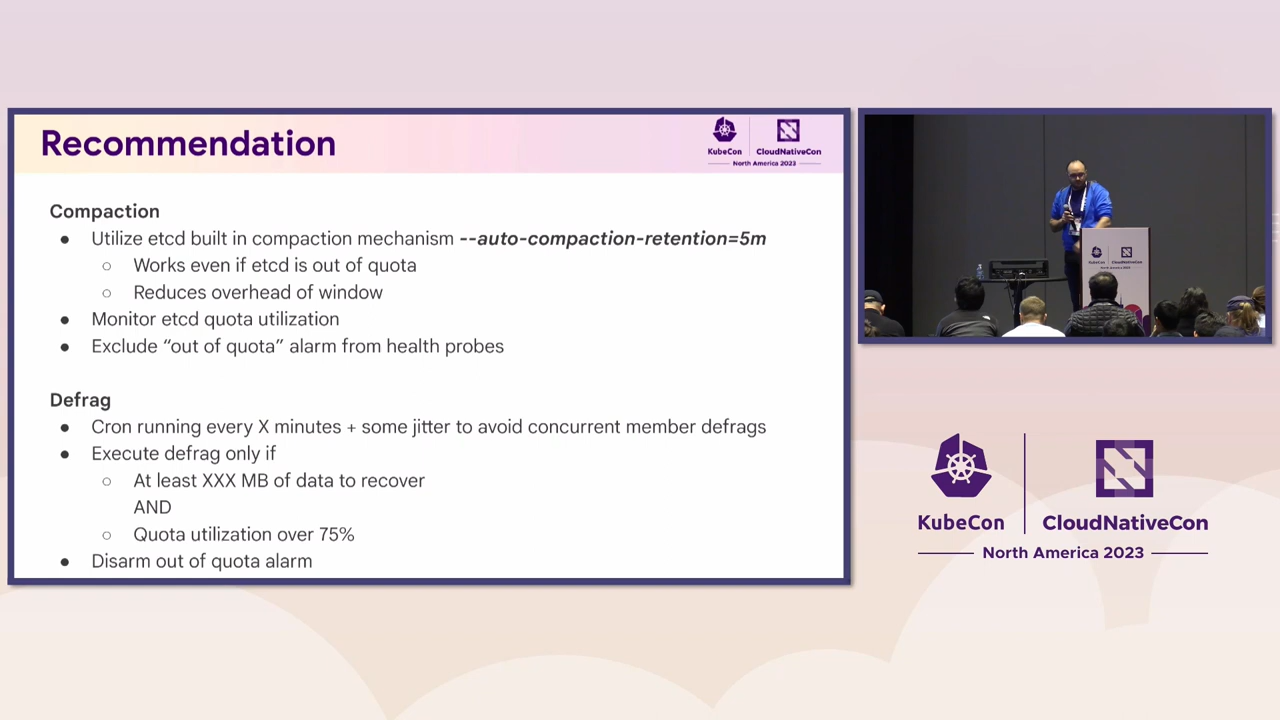 Recommendation
KubeCon
CloudNativeCon
North America 2023
Compaction
● Utilize etcd built in compaction mechanism --auto-compaction-retention=5m
○ Works even if etcd is out of quota
○ Reduces overhead of window
● Monitor etcd quota utilization
● Exclude “out of quota” alarm from health probes
Defrag
● Cron running every X minutes + some jitter to avoid concurrent member defrags
● Execute defrag only if
○ At least XXX MB of data to recover
AND
○ Quota utilization over 75%
● Disarm out of quota alarm
KubeCon
CloudNativeCon
North America 2023